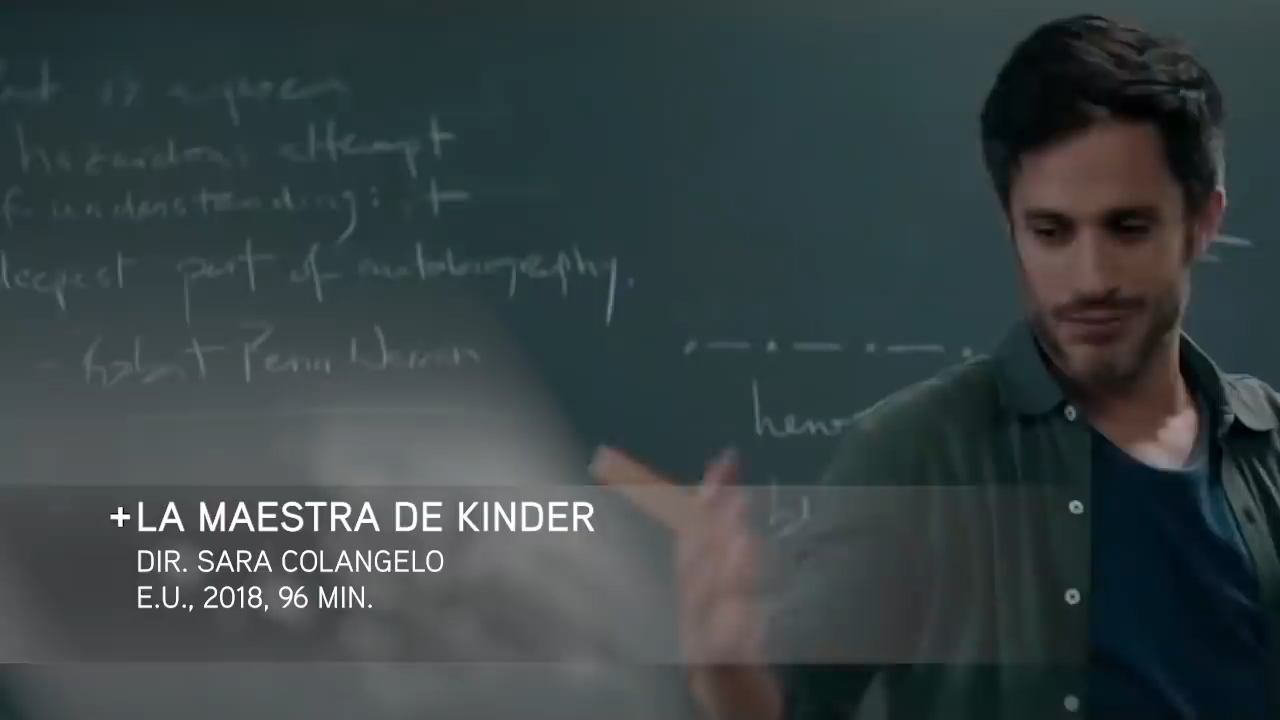 hazardous attempt
f understanding: it
deepest part of autobiography.
- Robert Penn Warren
+LA MAESTRA DE KINDER
DIR. SARA COLANGELO
E.U., 2018, 96 MIN.